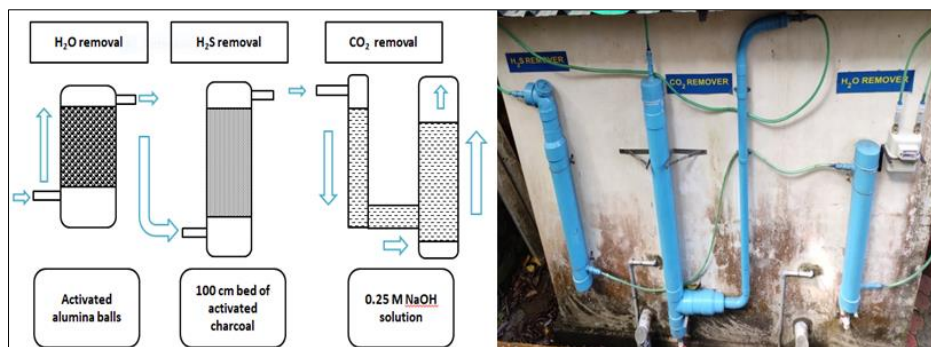 H₂O removal
H₂S removal
CO₂ removal
Activated
alumina balls
100 cm bed of
activated
charcoal
0.25 M NaOH
solution
H₂S REMOVER
CO₂ REMOVER
H₂O REMOVER